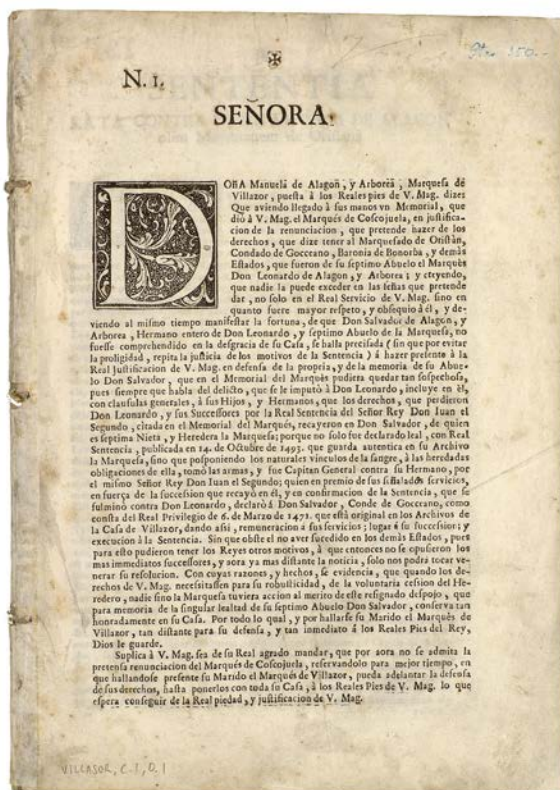 Pts. 350.-
N. 1.
SEÑORA.
DOñA Manuela de Alagon, y Arborea, Marquesa de
Villazor, puesta à los Reales pies de V. Mag. dizes
Que aviendo llegado à sus manos vn Memorial, que
diò à V. Mag. el Marquès de Coscojuela, en justifica-
cion de la renunciacion, que pretende hazer de los
derechos, que dize tener al Marquesado de Oristàn,
Condado de Gocceano, Baronia de Bonorba, y demàs
Estados, que fueron de su septimo Abuelo el Marquès
Don Leonardo de Alagon, y Arborea; y creyendo,
que nadie la puede exceder en las señas que pretende
dar, no solo en el Real Servicio de V. Mag. sino en
quanto fuere mayor respeto, y obsequio à èl, y de-
viendo al mismo tiempo manifestar la fortuna, de que Don Salvador de Alagon, y
Arborea, Hermano entero de Don Leonardo, y septimo Abuelo de la Marquesa, no
fuesse comprehendido en la desgracia de su Casa, se halla precisada (sin que por evitar
la proligidad, repita la justicia de los motivos de la Sentencia) à hazer presente à la
Real Justificacion de V. Mag. en defensa de la propria, y de la memoria de su Abue-
lo Don Salvador, que en el Memorial del Marquès pudiera quedar tan sospechosa,
pues siempre que habla del delicto, que se le imputò à Don Leonardo, incluye en èl,
con clausulas generales, à sus Hijos, y Hermanos, que los derechos, que perdieron
Don Leonardo, y sus Successores por la Real Sentencia del Señor Rey Don Iuan el
Segundo, citada en el Memorial del Marquès, recayeron en Don Salvador, de quien
es septima Nieta, y Heredera la Marquesa; porque no solo fue declarado leal, con Real
Sentencia, publicada en 14. de Octubre de 1493. que guarda autentica en su Archivo
la Marquesa, sino que posponiendo los naturales vinculos de la sangre, à las heredadas
obligaciones de ella, tomò las armas, y fue Capitan General contra su Hermano, por
el mismo Señor Rey Don Iuan el Segundo; quien en premio de sus señalados servicios,
en fuerça de la succession que recayò en èl, y en confirmacion de la Sentencia, que se
fulminò contra Don Leonardo, declarò à Don Salvador, Conde de Gocceano, como
consta del Real Privilegio de 6. de Marzo de 1472. que està original en los Archivos de
la Casa de Villazor, dando assi, remuneracion à sus servicios; lugar à su succession; y
execucion à la Sentencia. Sin que obste el no aver sucedido en los demàs Estados, pues
para esto pudieron tener los Reyes otros motivos, à que entonces no se opusieron los
mas immediatos successores, y aora ya mas distante la noticia, solo nos podra tocar ve-
nerar su resolucion. Con cuyas razones, y hechos, se evidencia, que quando los de-
rechos de V. Mag. necessitassen para su robusticidad, de la voluntaria cession del He-
redero, nadie sino la Marquesa tuviera accion al merito de este resignado despojo, que
para memoria de la singular lealtad de su septimo Abuelo Don Salvador, conserva tan
honradamente en su Casa. Por todo lo qual, y por hallarse su Marido el Marquès de
Villazor, tan distante para su defensa, y tan inmediato à los Reales Pies del Rey,
Dios le guarde.
Suplica à V. Mag. sea de su Real agrado mandar, que por aora no se admita la
pretensa renunciacion del Marquès de Coscojuela, reservandolo para mejor tiempo, en
que hallandose presente su Marido el Marquès de Villazor, pueda adelantar la defensa
de sus derechos, hasta ponerlos con toda su Casa, à los Reales Pies de V. Mag. lo que
espera conseguir de la Real piedad, y justificacion de V. Mag.
VILLASOR, C.1, D.1